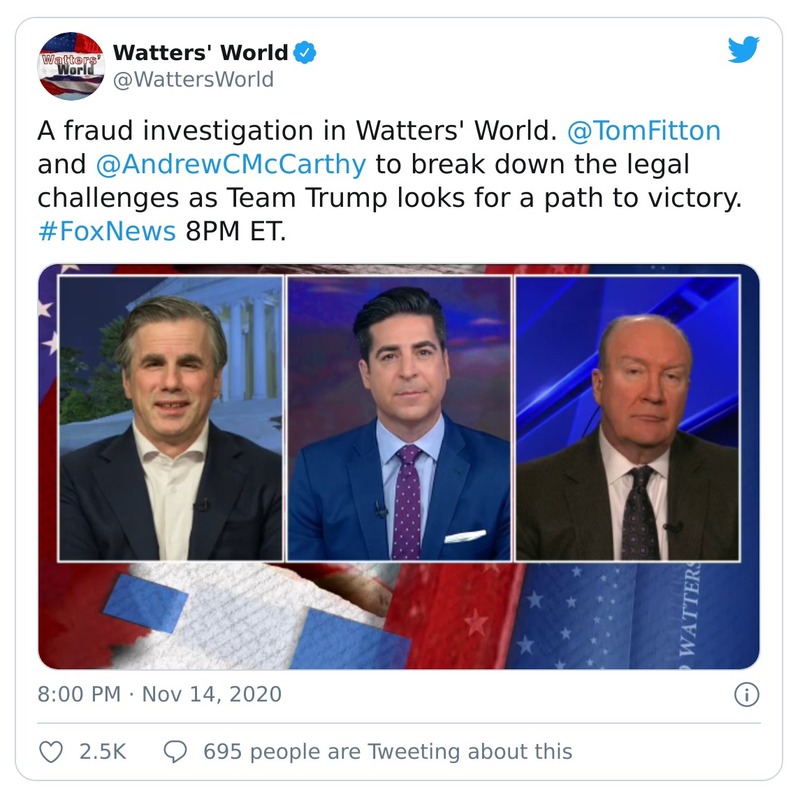 Watters'
World
Watters' World
@WattersWorld
A fraud investigation in Watters' World. @TomFitton
and @AndrewCMcCarthy to break down the legal
challenges as Team Trump looks for a path to victory.
#FoxNews 8PM ET.
WATTERS
8:00 PM · Nov 14, 2020
2.5K
695 people are Tweeting about this